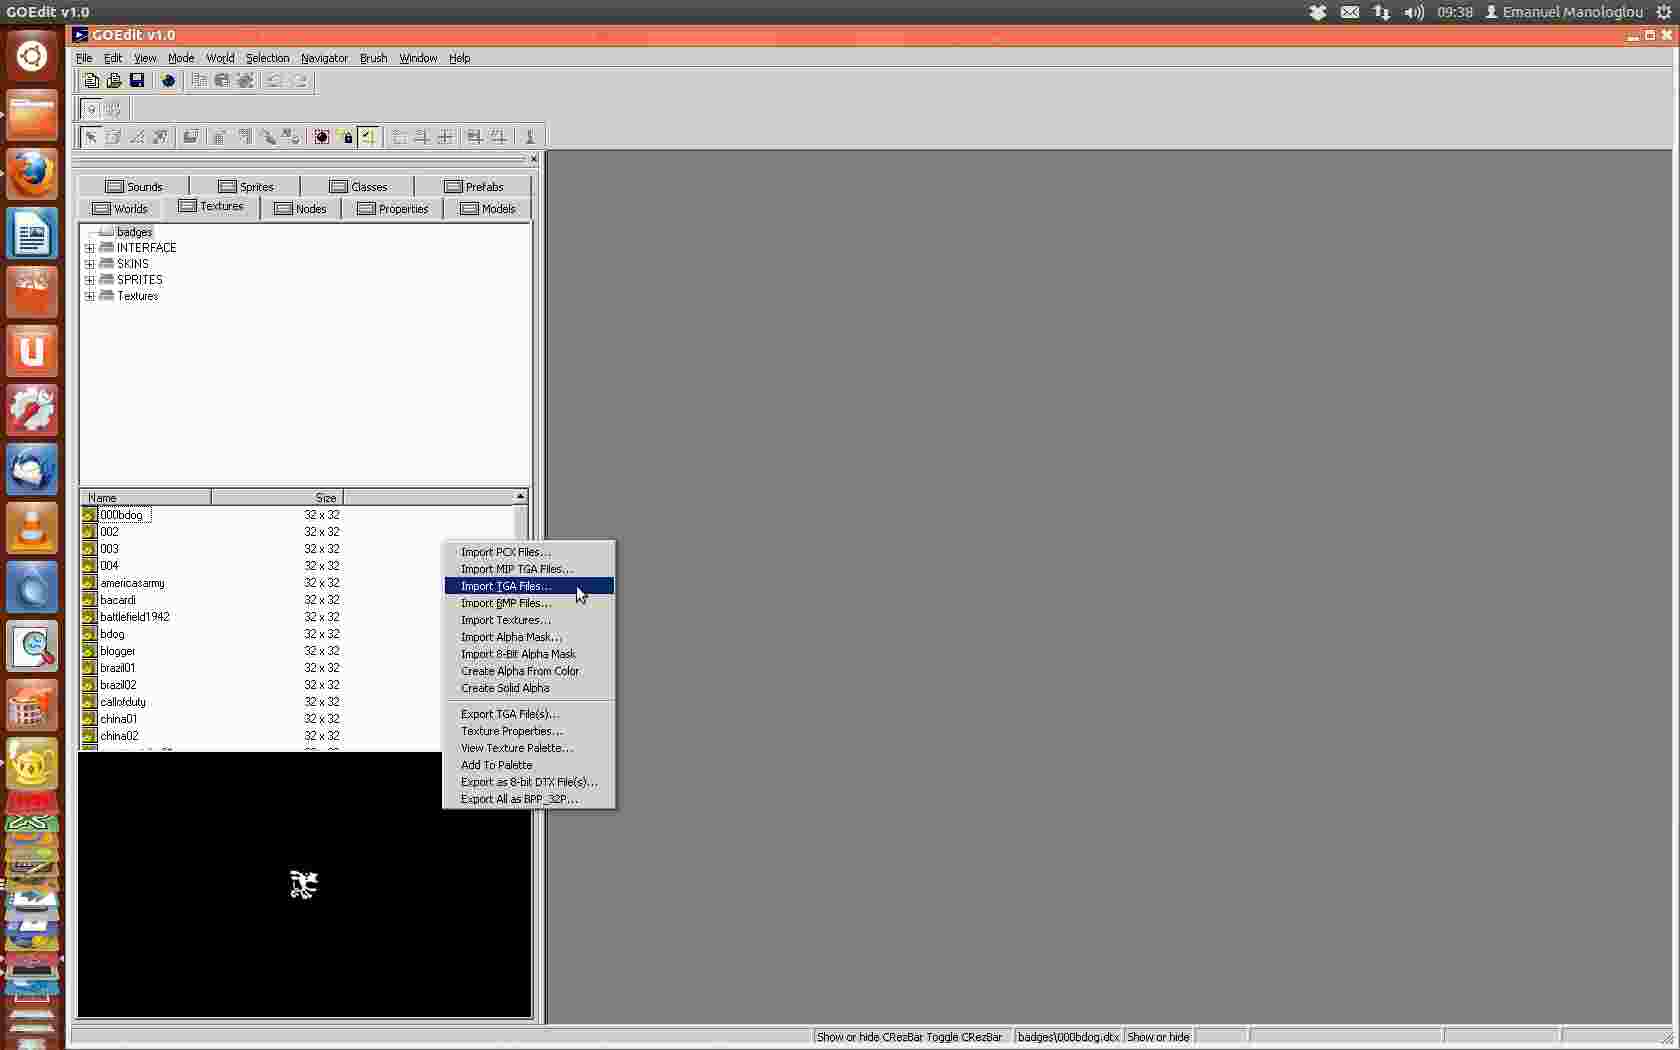 GOEdit v1.0
09:38 Emanuel Manologlou
GOEdit v1.0
File Edit View Mode World Selection Navigator Brush Window Help
Sounds Sprites Classes Prefabs
Worlds Textures Nodes Properties Models
badges
INTERFACE
SKINS
SPRITES
Textures
Name Size
000bdog 32 x 32
002 32 x 32
003 32 x 32
004 32 x 32
americasarmy 32 x 32
bacardi 32 x 32
battlefield1942 32 x 32
bdog 32 x 32
blogger 32 x 32
brazil01 32 x 32
brazil02 32 x 32
callofduty 32 x 32
china01 32 x 32
china02 32 x 32
Import PCX Files...
Import MIP TGA Files...
Import TGA Files...
Import BMP Files...
Import Textures...
Import Alpha Mask...
Import 8-Bit Alpha Mask
Create Alpha From Color
Create Solid Alpha
Export TGA File(s)...
Texture Properties...
View Texture Palette...
Add To Palette
Export as 8-bit DTX File(s)...
Export All as BPP_32P...
Show or hide CRezBar Toggle CRezBar badges\000bdog.dtx Show or hide